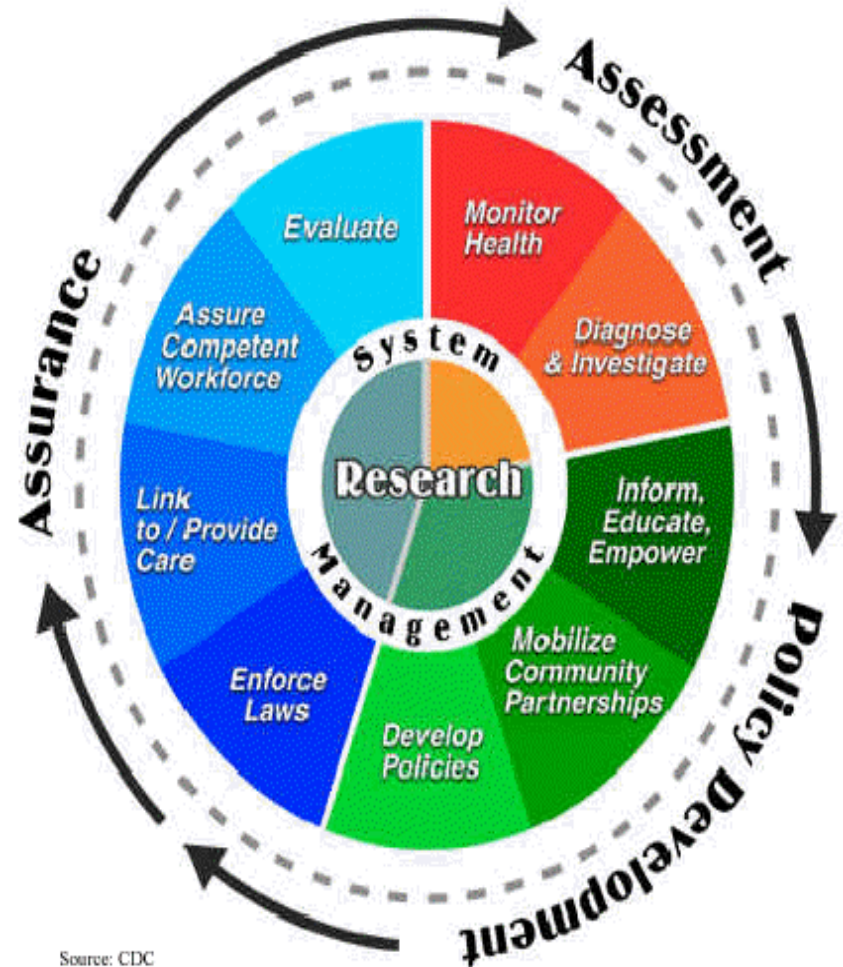 Assessment
Policy Development
Assurance
Monitor
Health
Diagnose
& Investigate
Inform,
Educate,
Empower
Mobilize
Community
Partnerships
Develop
Policies
Enforce
Laws
Link
to / Provide
Care
Assure
Competent
Workforce
Evaluate
System
Management
Research
Source: CDC